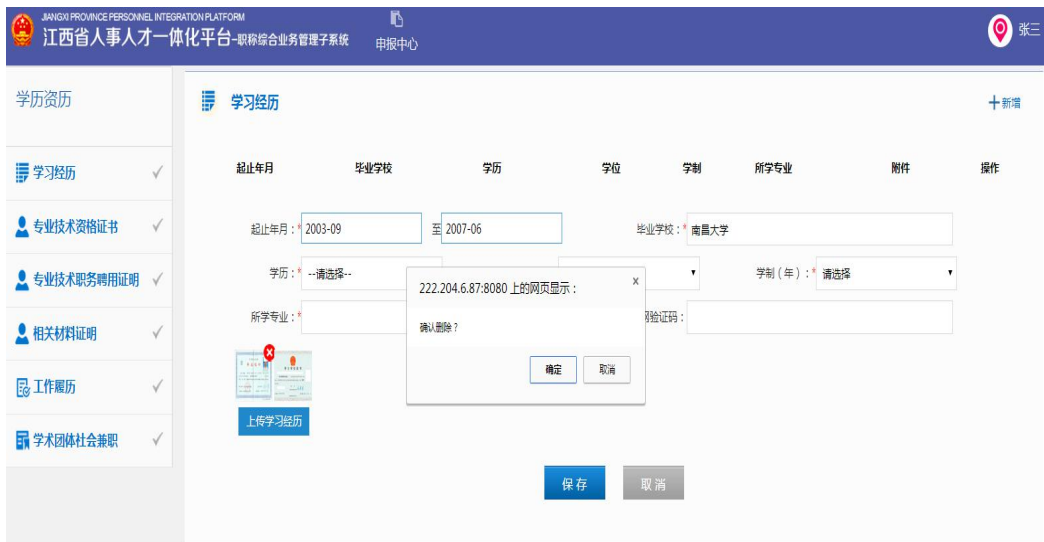 JIANGXI PROVINCE PERSONNEL INTEGRATION PLATFORM
江西省人事人才一体化平台-职称综合业务管理子系统
申报中心
张三
学历资历
学习经历
专业技术资格证书
专业技术职务聘用证明
相关材料证明
工作履历
学术团体社会兼职
学习经历
新增
起止年月 毕业学校 学历 学位 学制 所学专业 附件 操作
起止年月：* 2003-09 至 2007-06 毕业学校：* 南昌大学
学历：* --请选择-- 学制（年）：* 请选择
所学专业：* 验证码：
222.204.6.87:8080 上的网页显示： x
确认删除？
确定 取消
上传学习经历
保存 取消